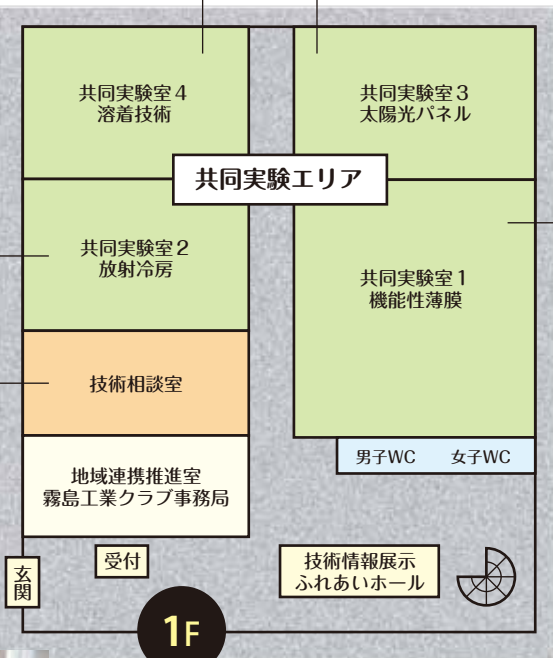 共同実験室4
溶着技術
共同実験室3
太陽光パネル
共同実験エリア
共同実験室2
放射冷房
共同実験室1
機能性薄膜
技術相談室
男子WC 女子WC
地域連携推進室
霧島工業クラブ事務局
玄関
受付
技術情報展示
ふれあいホール
1F